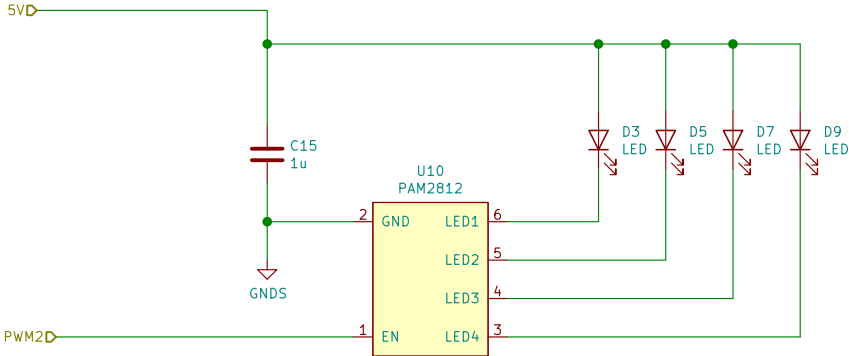 5V
C15
1u
D3
LED
D5
LED
D7
LED
D9
LED
U10
PAM2812
2 GND LED1 6
LED2 5
GNDS
LED3 4
PWM2 1 EN LED4 3